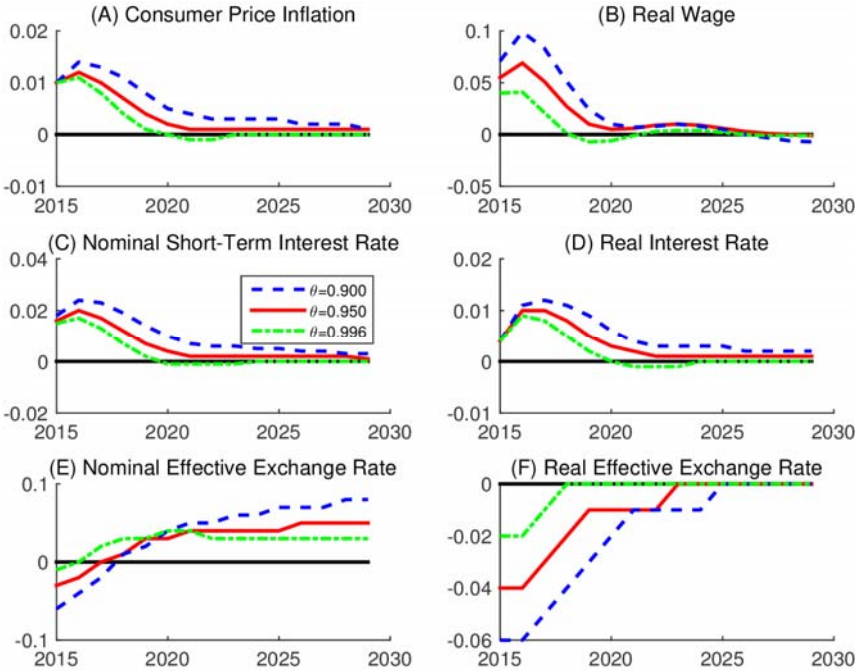 (A) Consumer Price Inflation
0.02
0.01
0
-0.01
2015 2020 2025 2030
(B) Real Wage
0.1
0.05
0
-0.05
2015 2020 2025 2030
(C) Nominal Short-Term Interest Rate
0.04
0.02
0
-0.02
2015 2020 2025 2030
θ=0.900
θ=0.950
θ=0.996
(D) Real Interest Rate
0.02
0.01
0
-0.01
2015 2020 2025 2030
(E) Nominal Effective Exchange Rate
0.1
0
-0.1
2015 2020 2025 2030
(F) Real Effective Exchange Rate
0
-0.02
-0.04
-0.06
2015 2020 2025 2030